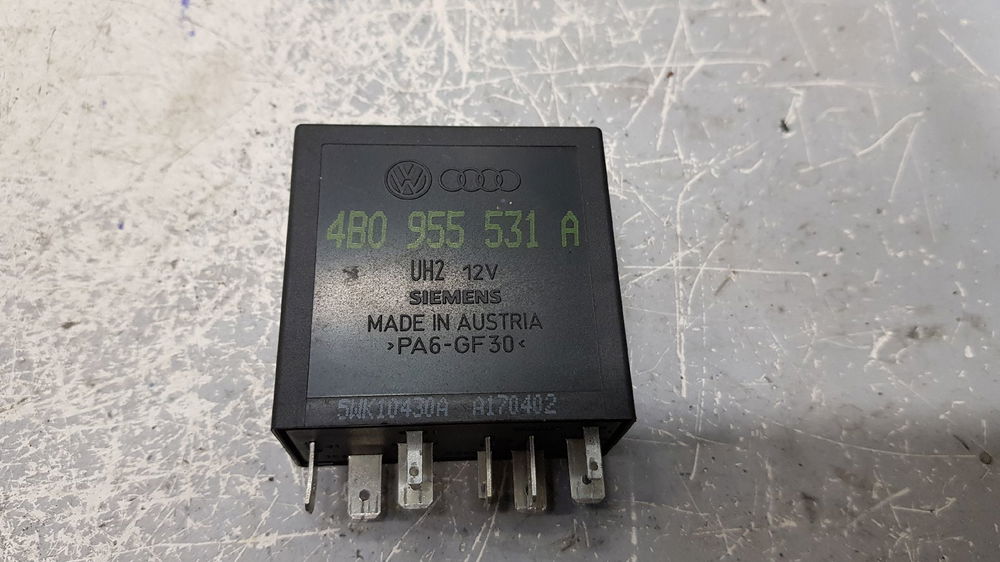 4B0 955 531 A
UH2 12V
SIEMENS
MADE IN AUSTRIA
>PA6-GF30<
5WK10430A A170402